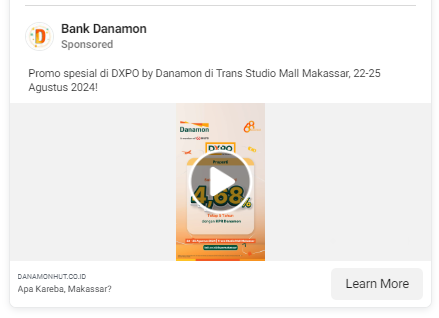 Bank Danamon
Sponsored
Promo spesial di DXPO by Danamon di Trans Studio Mall Makassar, 22-25
Agustus 2024!
Danamon
DXPO
Properti
4,68%
DANAMONHUT.CO.ID
Apa Kareba, Makassar?
Learn More